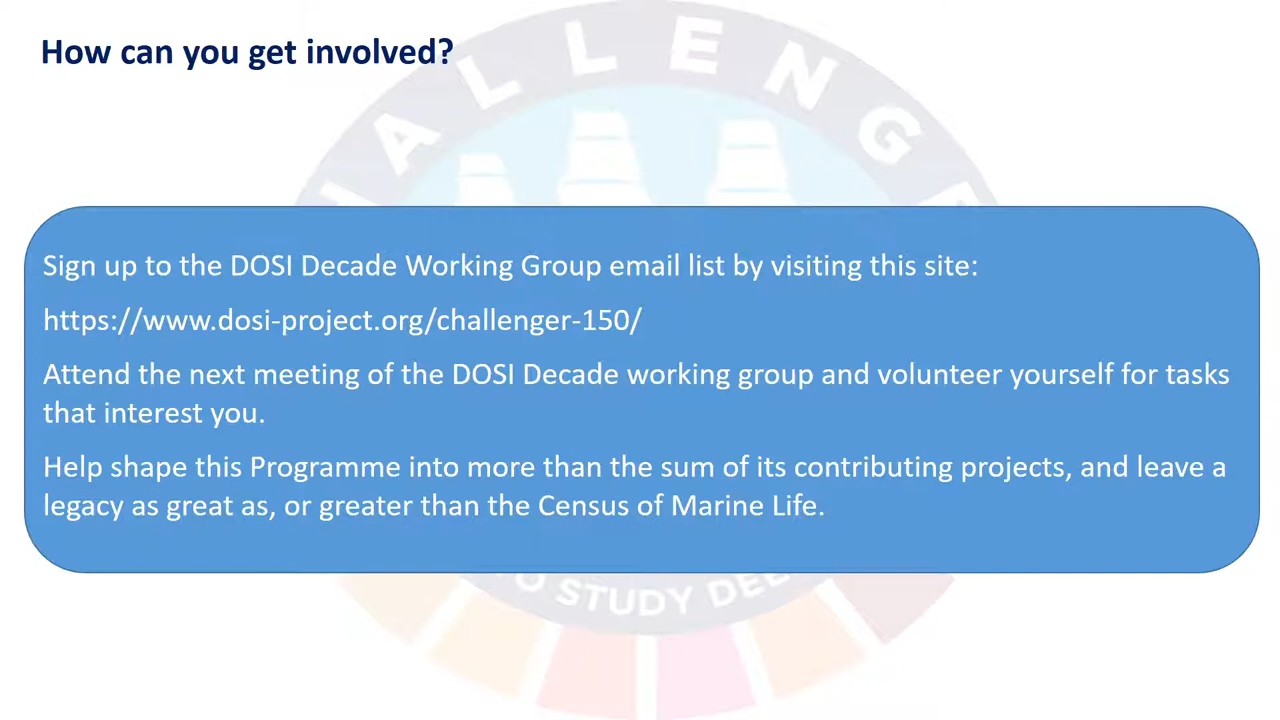 How can you get involved?
CHALLENGE
Sign up to the DOSI Decade Working Group email list by visiting this site:
https://www.dosi-project.org/challenger-150/
Attend the next meeting of the DOSI Decade working group and volunteer yourself for tasks
that interest you.
Help shape this Programme into more than the sum of its contributing projects, and leave a
legacy as great as, or greater than the Census of Marine Life.
TO STUDY